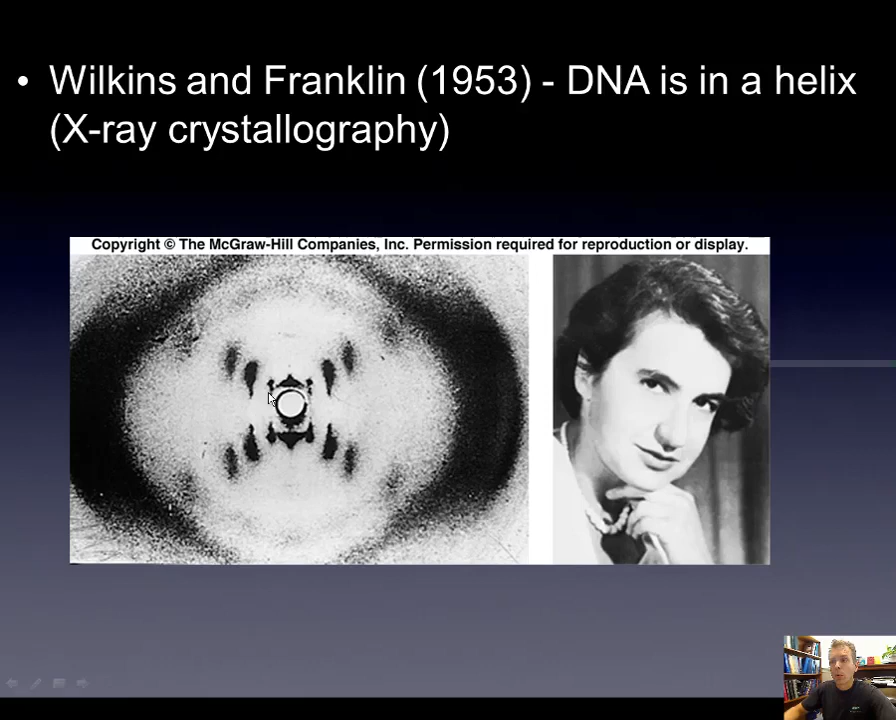 • Wilkins and Franklin (1953) - DNA is in a helix
(X-ray crystallography)
Copyright © The McGraw-Hill Companies, Inc. Permission required for reproduction or display.